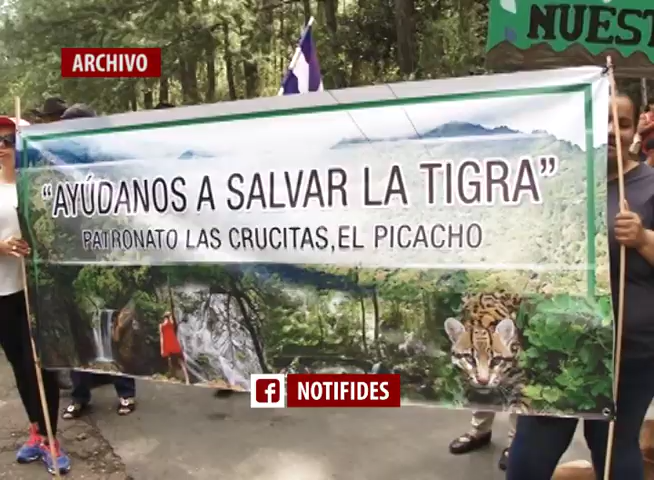 ARCHIVO
NUEST
“AYÚDANOS A SALVAR LA TIGRA”
PATRONATO LAS CRUCITAS, EL PICACHO
f NOTIFIDES